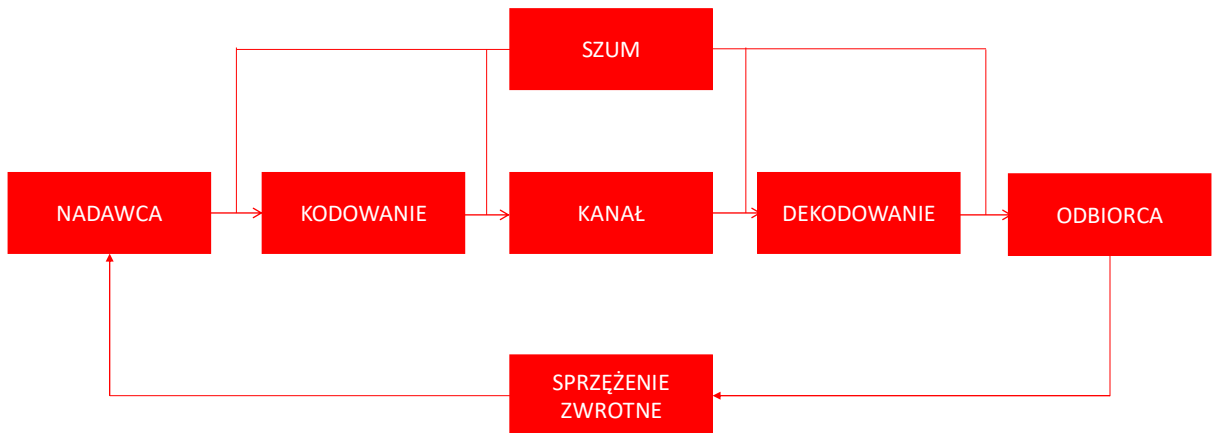 SZUM
NADAWCA
KODOWANIE
KANAŁ
DEKODOWANIE
ODBIORCA
SPRZĘŻENIE
ZWROTNE